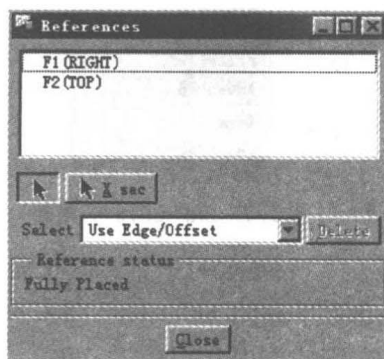 References
F1(RIGHT)
F2(TOP)
X sec
Select Use Edge/Offset Delete
Reference status
Fully Placed
Close